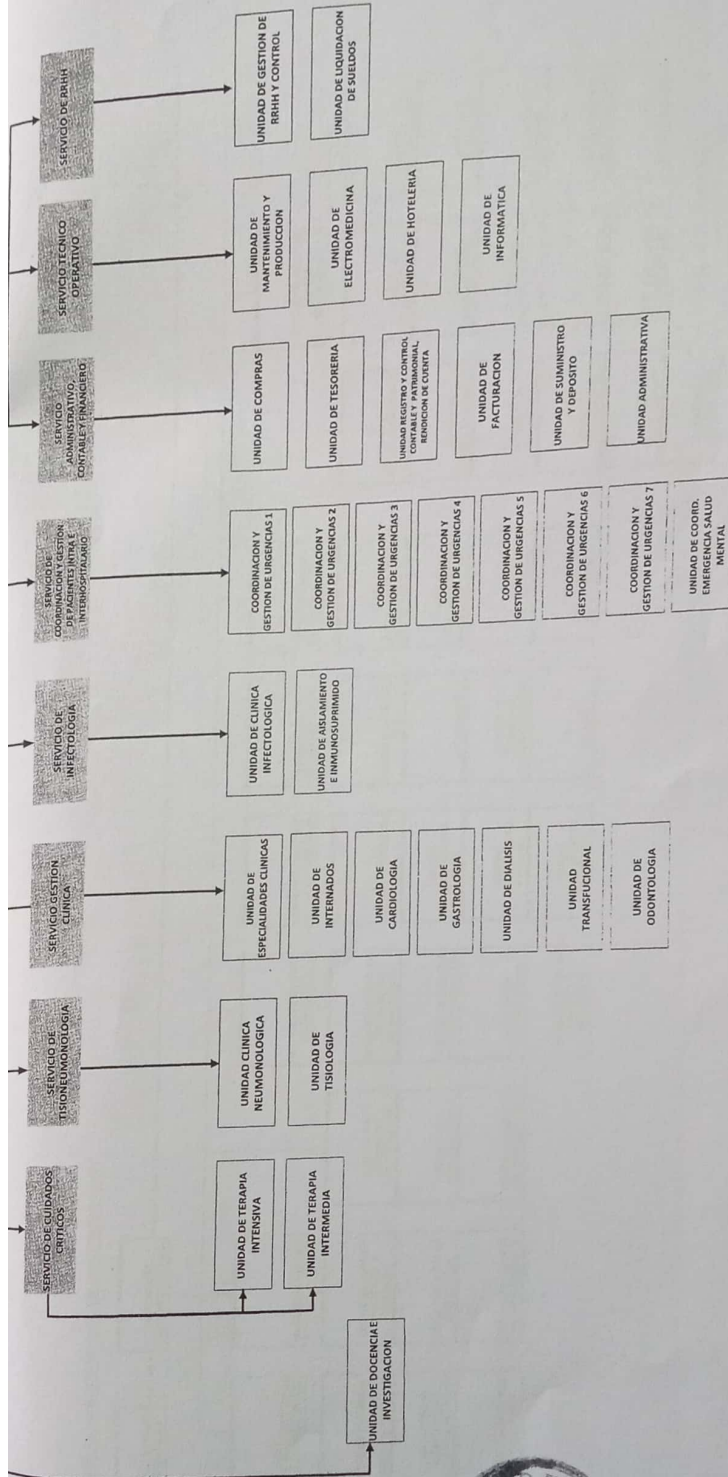 SERVICIO DE CUIDADOS
CRITICOS
UNIDAD DE TERAPIA
INTENSIVA
UNIDAD DE TERAPIA
INTERMEDIA
UNIDAD DE DOCENCIA E
INVESTIGACION
SERVICIO DE
TISIONEUMONOLOGIA
UNIDAD CLINICA
NEUMONOLOGICA
UNIDAD DE
TISIOLOGIA
SERVICIO GESTION
CLINICA
UNIDAD DE
ESPECIALIDADES CLINICAS
UNIDAD DE
INTERNADOS
UNIDAD DE
CARDIOLOGIA
UNIDAD DE
GASTROLOGIA
UNIDAD DE DIALISIS
UNIDAD
TRANSFUCIONAL
UNIDAD DE
ODONTOLOGIA
SERVICIO DE
INFECTOLOGIA
UNIDAD DE CLINICA
INFECTOLOGICA
UNIDAD DE AISLAMIENTO
E INMUNOSUPRIMIDO
SERVICIO DE
COORDINACION Y GESTION
DE PACIENTES INTRA E
INTERHOSPITALARIO
COORDINACION Y
GESTION DE URGENCIAS 1
COORDINACION Y
GESTION DE URGENCIAS 2
COORDINACION Y
GESTION DE URGENCIAS 3
COORDINACION Y
GESTION DE URGENCIAS 4
COORDINACION Y
GESTION DE URGENCIAS 5
COORDINACION Y
GESTION DE URGENCIAS 6
COORDINACION Y
GESTION DE URGENCIAS 7
UNIDAD DE COORD.
EMERGENCIA SALUD
MENTAL
SERVICIO
ADMINISTRATIVO,
CONTABLE Y FINANCIERO
UNIDAD DE COMPRAS
UNIDAD DE TESORERIA
UNIDAD REGISTRO Y CONTROL
CONTABLE Y PATRIMONIAL,
RENDICION DE CUENTA
UNIDAD DE
FACTURACION
UNIDAD DE SUMINISTRO
Y DEPOSITO
UNIDAD ADMINISTRATIVA
SERVICIO TECNICO
OPERATIVO
UNIDAD DE
MANTENIMIENTO Y
PRODUCCION
UNIDAD DE
ELECTROMEDICINA
UNIDAD DE HOTELERIA
UNIDAD DE
INFORMATICA
SERVICIO DE RRHH
UNIDAD DE GESTION DE
RRHH Y CONTROL
UNIDAD DE LIQUIDACION
DE SUELDOS